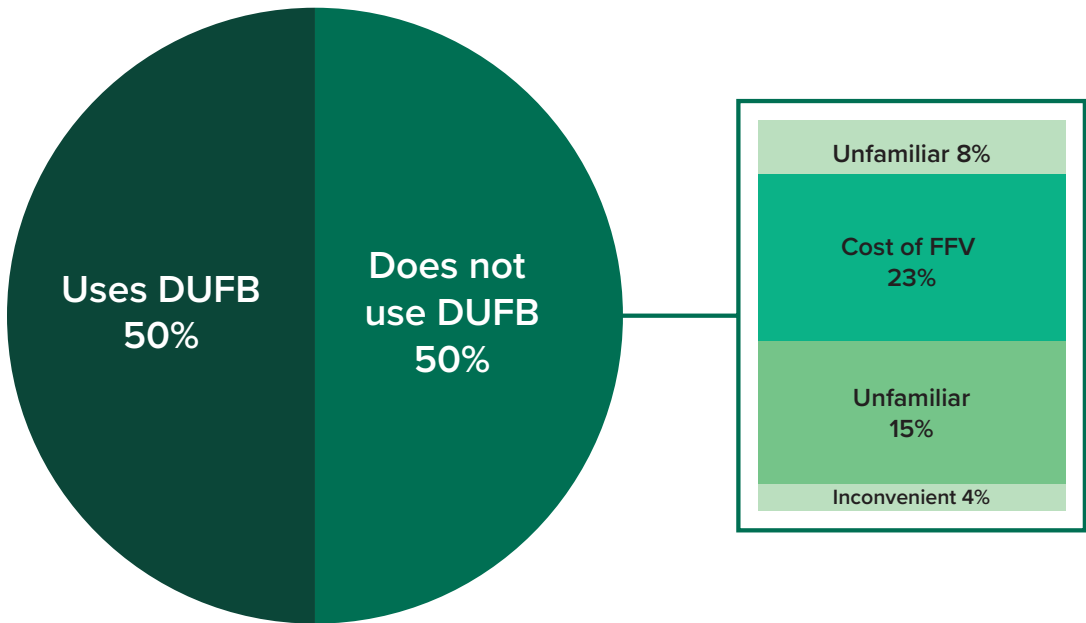 Uses DUFB
50%
Does not
use DUFB
50%
Unfamiliar 8%
Cost of FFV
23%
Unfamiliar
15%
Inconvenient 4%